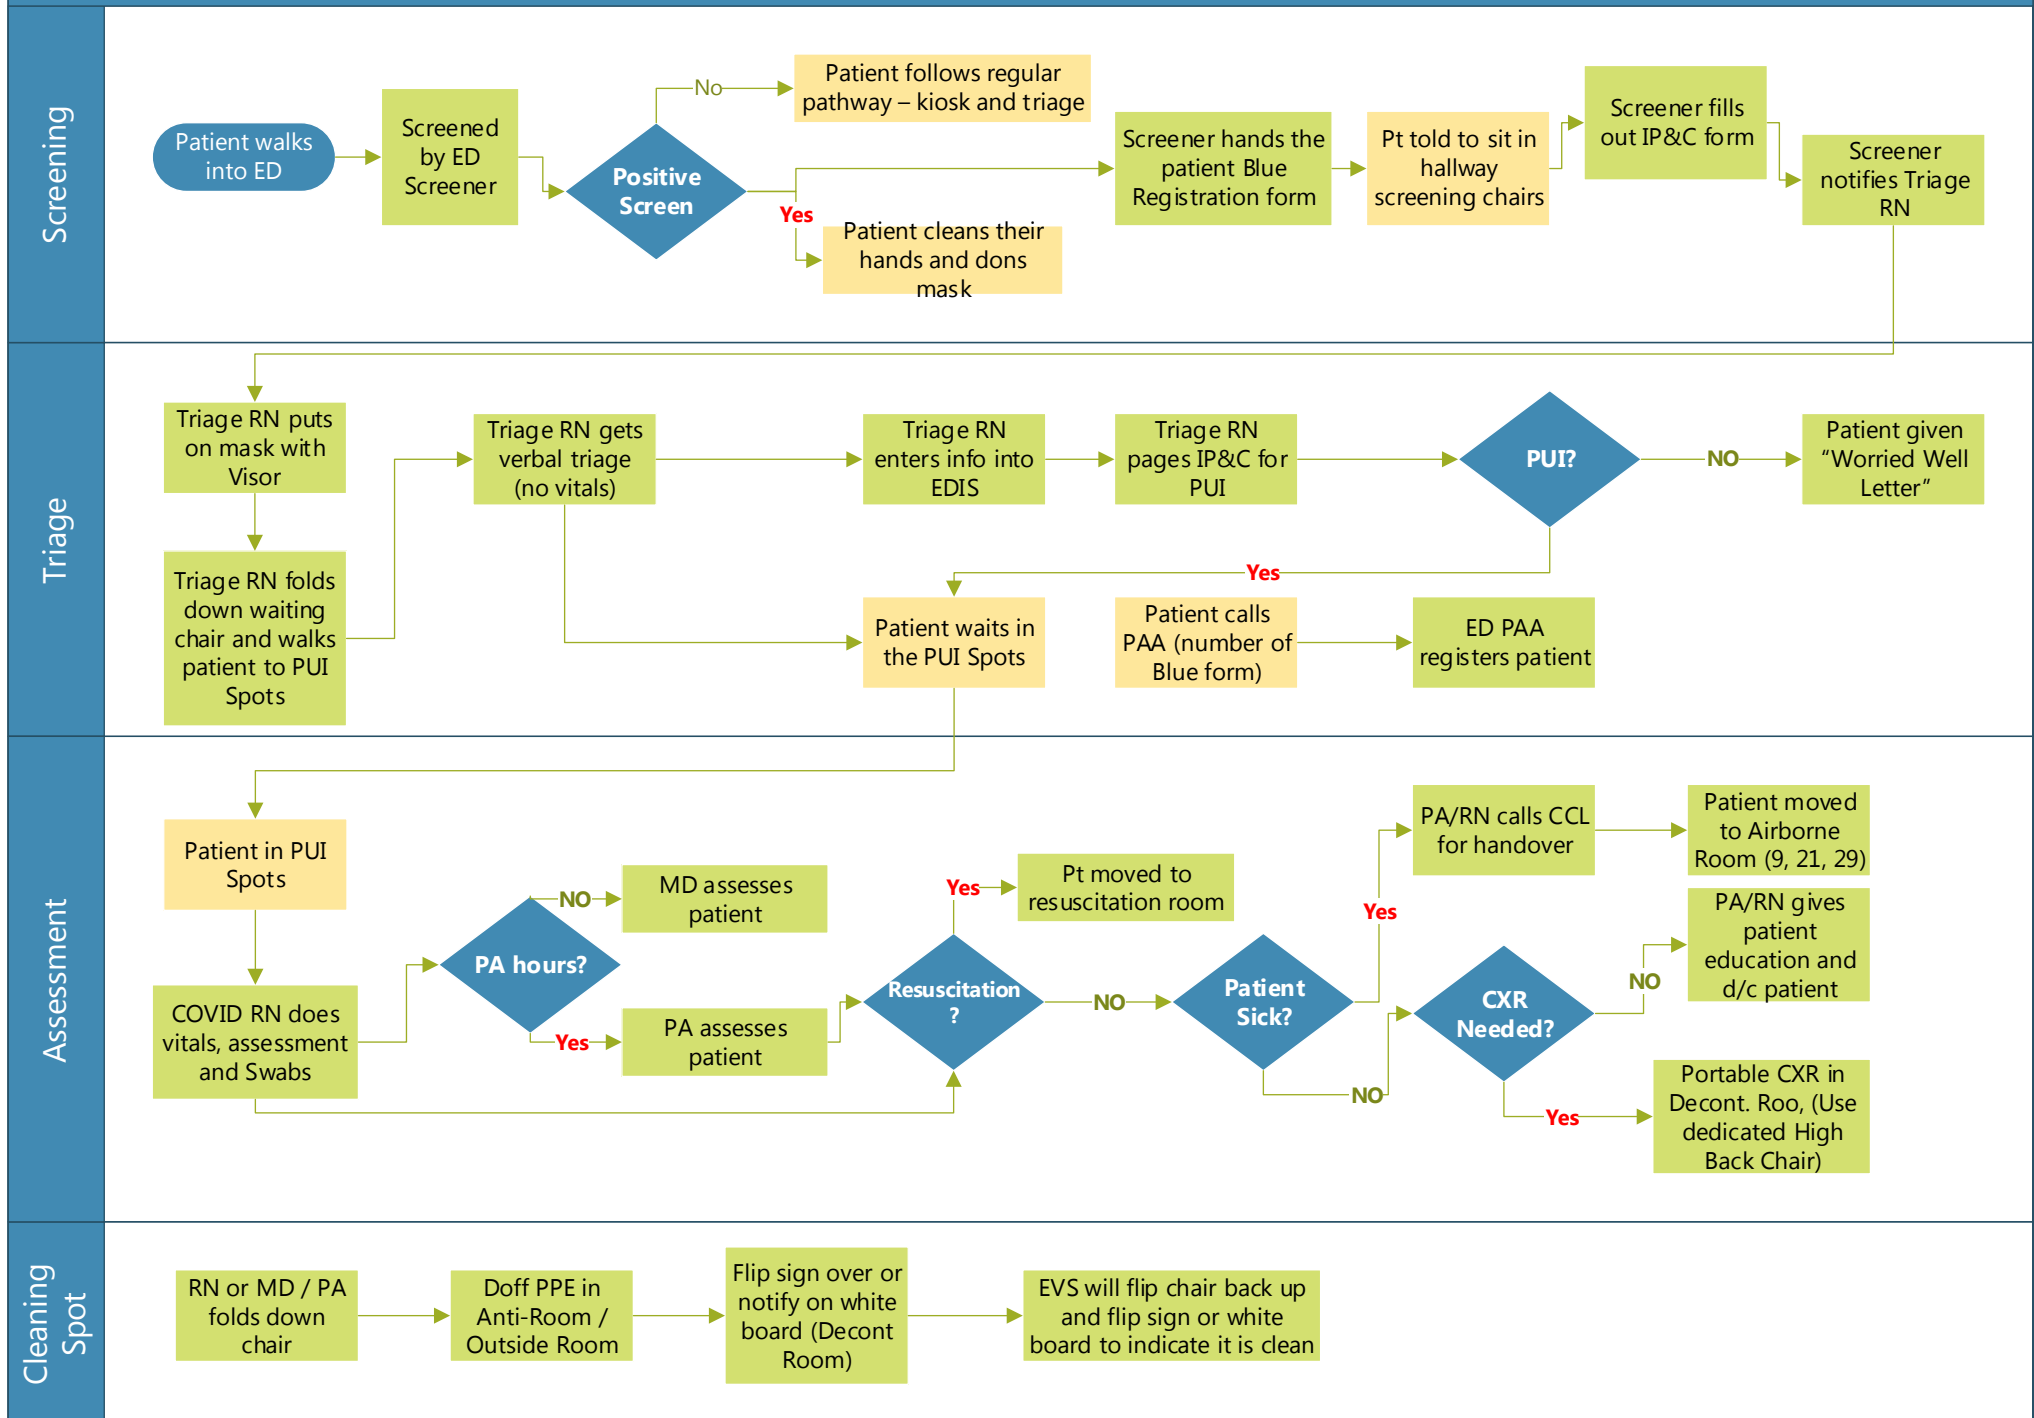 Screening
Patient walks
into ED
Screened
by ED
Screener
Positive
Screen
No
Patient follows regular
pathway – kiosk and triage
Yes
Patient cleans their
hands and dons
mask
Screener hands the
patient Blue
Registration form
Pt told to sit in
hallway
screening chairs
Screener fills
out IP&C form
Screener
notifies Triage
RN
Triage
Triage RN puts
on mask with
Visor
Triage RN folds
down waiting
chair and walks
patient to PUI
Spots
Triage RN gets
verbal triage
(no vitals)
Triage RN
enters info into
EDIS
Triage RN
pages IP&C for
PUI
PUI?
NO
Patient given
“Worried Well
Letter”
Yes
Patient waits in
the PUI Spots
Patient calls
PAA (number of
Blue form)
ED PAA
registers patient
Assessment
Patient in PUI
Spots
COVID RN does
vitals, assessment
and Swabs
PA hours?
NO
MD assesses
patient
Yes
PA assesses
patient
Resuscitation
?
Yes
Pt moved to
resuscitation room
NO
Patient
Sick?
Yes
PA/RN calls CCL
for handover
Patient moved
to Airborne
Room (9, 21, 29)
NO
CXR
Needed?
NO
PA/RN gives
patient
education and
d/c patient
Yes
Portable CXR in
Decont. Roo, (Use
dedicated High
Back Chair)
Cleaning
Spot
RN or MD / PA
folds down
chair
Doff PPE in
Anti-Room /
Outside Room
Flip sign over or
notify on white
board (Decont
Room)
EVS will flip chair back up
and flip sign or white
board to indicate it is clean